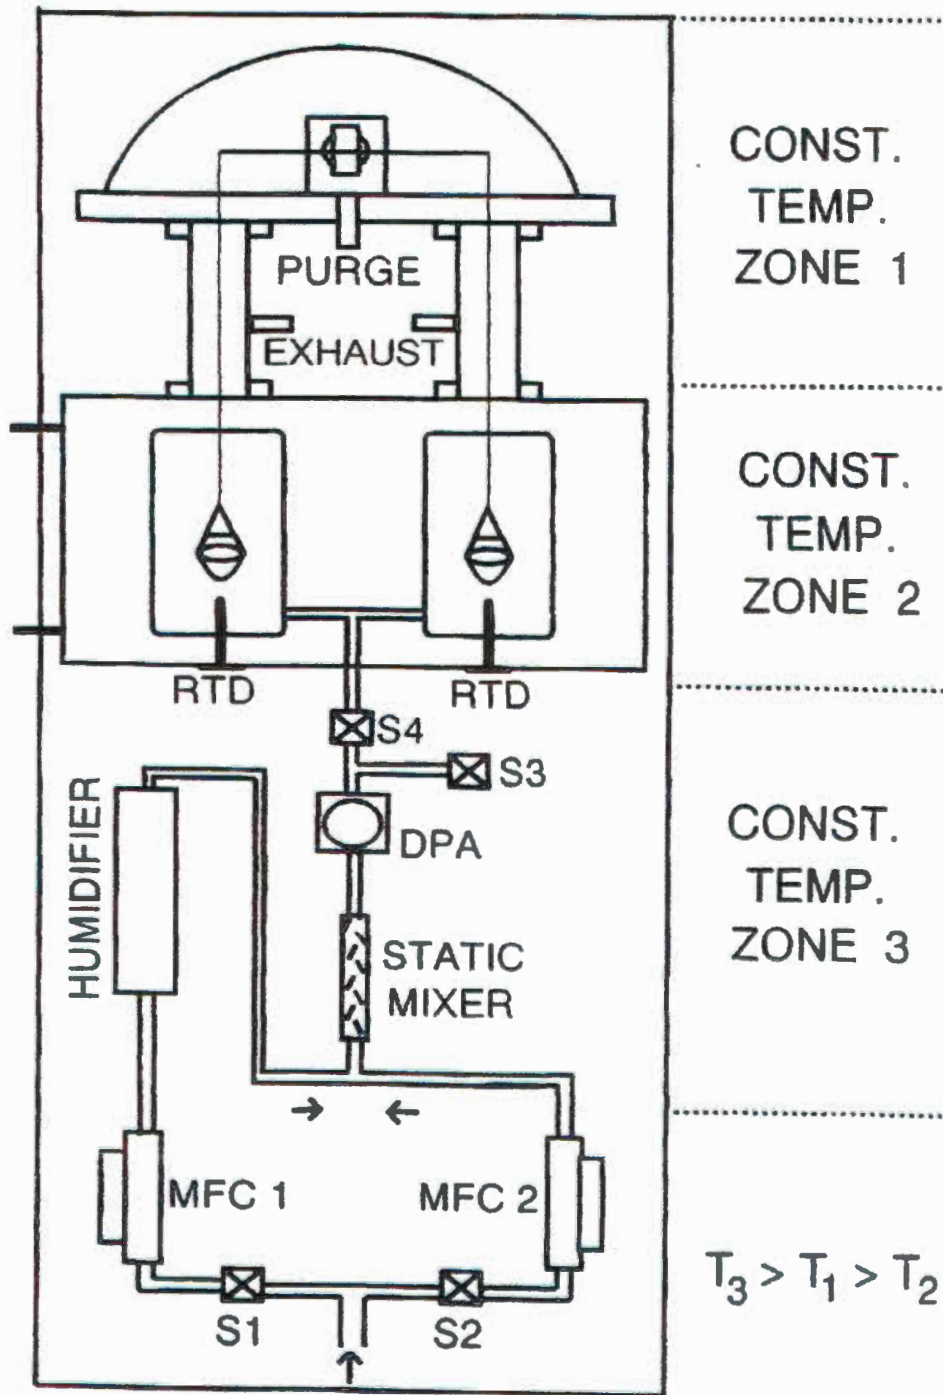 CONST.
TEMP.
ZONE 1
PURGE
EXHAUST
CONST.
TEMP.
ZONE 2
RTD
RTD
S4
S3
DPA
HUMIDIFIER
STATIC
MIXER
CONST.
TEMP.
ZONE 3
MFC 1
MFC 2
S1
S2
T3 > T1 > T2